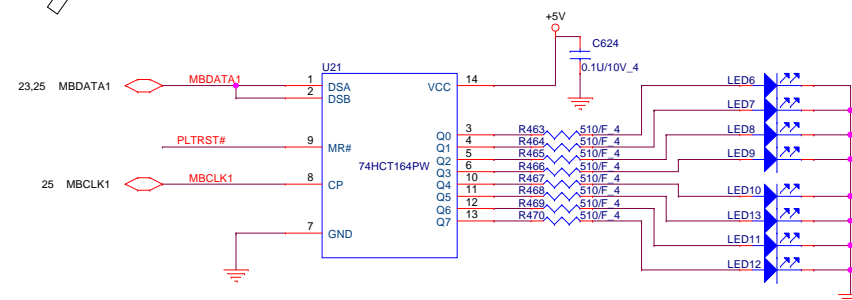 +5V
C624
0.1U/10V_4
U21
23,25 MBDATA1 MBDATA1 1 DSA VCC 14
2 DSB
PLTRST# 9 MR#
25 MBCLK1 MBCLK1 8 CP
7 GND
74HCT164PW
Q0 3 R463 510/F_4 LED6
Q1 4 R464 510/F_4 LED7
Q2 5 R465 510/F_4 LED8
Q3 6 R466 510/F_4 LED9
Q4 10 R467 510/F_4 LED10
Q5 11 R468 510/F_4 LED13
Q6 12 R469 510/F_4 LED11
Q7 13 R470 510/F_4 LED12